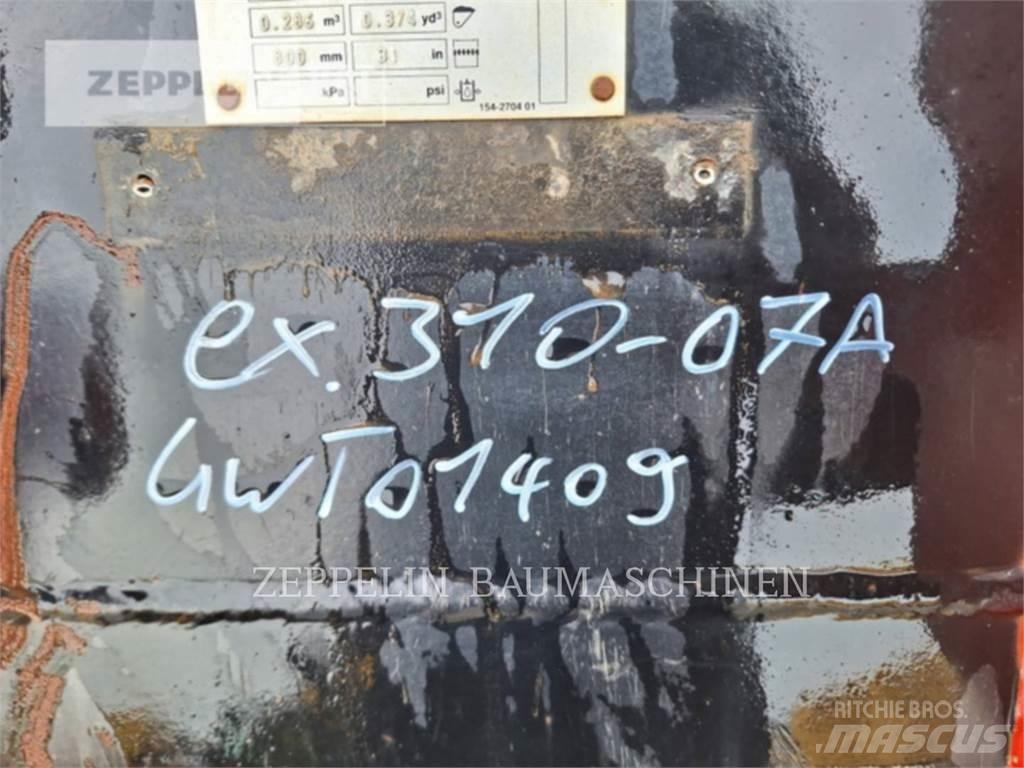 0.286 m³ 0.374 yd³
800 mm 31 in
kPa psi
154-2704 01
ZEPPEL
ex.310-07A
GWT01409
ZEPPELIN BAUMASCHINEN
RITCHIE BROS.
MASCUS